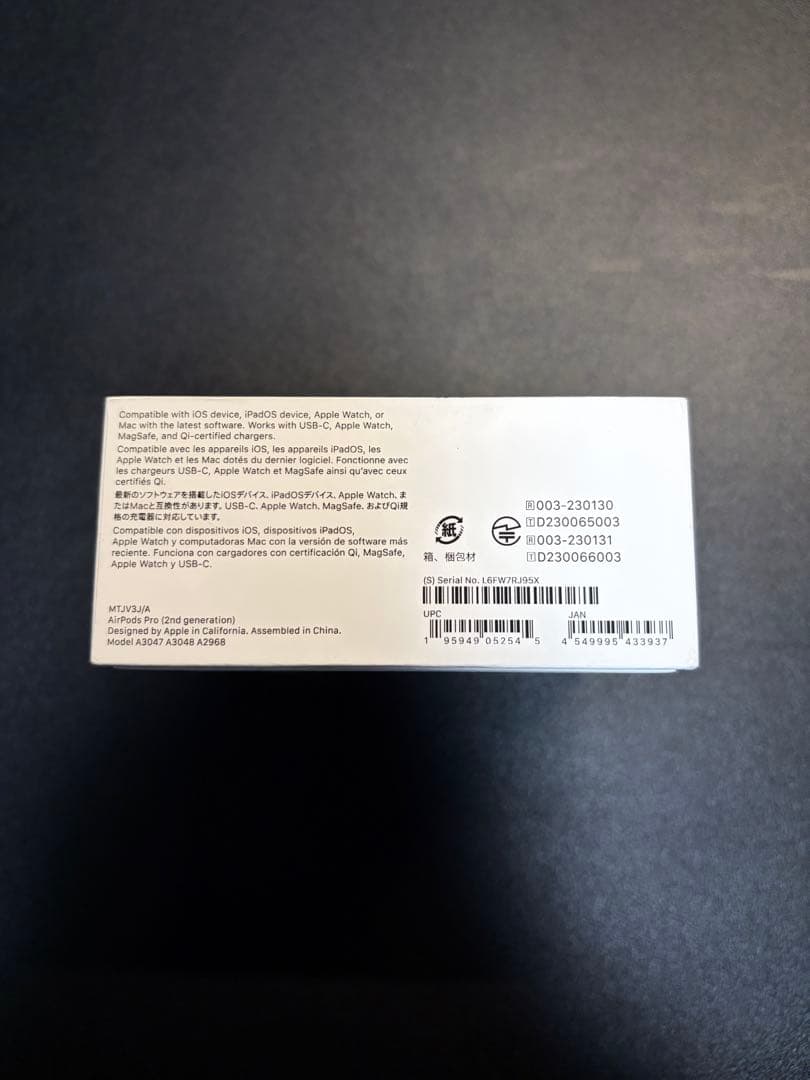 Compatible with iOS device, iPadOS device, Apple Watch, or
Mac with the latest software. Works with USB-C, Apple Watch,
MagSafe, and Qi-certified chargers.
Compatible avec les appareils iOS, les appareils iPadOS, les
Apple Watch et les Mac dotés du dernier logiciel. Fonctionne avec
les chargeurs USB-C, Apple Watch et MagSafe ainsi qu'avec ceux
certifiés Qi.
最新のソフトウェアを搭載したiOSデバイス、iPadOSデバイス、Apple Watch、ま
たはMacと互換性があります。USB-C、Apple Watch、MagSafe、およびQi規
格の充電器に対応しています。
Compatible con dispositivos iOS, dispositivos iPadOS,
Apple Watch y computadoras Mac con la versión de software más
reciente. Funciona con cargadores con certificación Qi, MagSafe,
Apple Watch y USB-C.
MTJV3J/A
AirPods Pro (2nd generation)
Designed by Apple in California. Assembled in China.
Model A3047 A3048 A2968
紙
箱、梱包材
R 003-230130
T D230065003
R 003-230131
T D230066003
(S) Serial No. L6FW7RJ95X
UPC
1 95949 05254 5
JAN
4 549995 433937